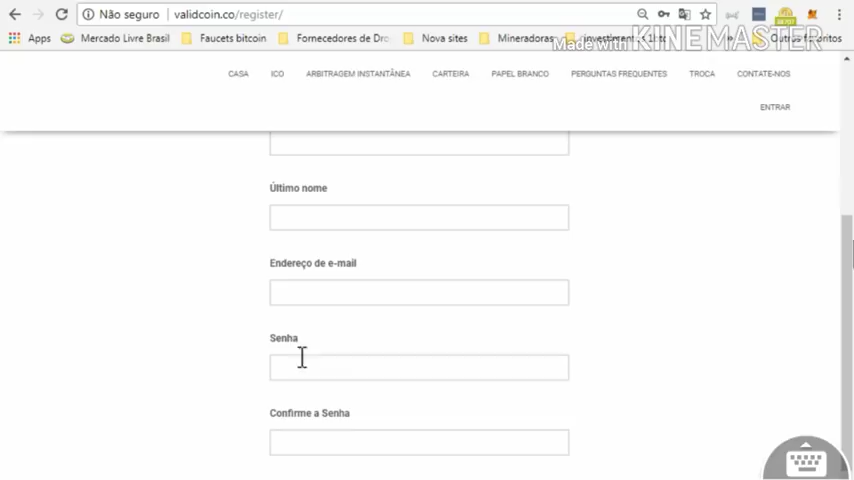 Não seguro | validcoin.co/register/
Apps Mercado Livre Brasil Faucets bitcoin Fornecedores de Dro Nova sites Mineradoras Outros favoritos
Made with KINEMASTER
CASA ICO ARBITRAGEM INSTANTÂNEA CARTEIRA PAPEL BRANCO PERGUNTAS FREQUENTES TROCA CONTATE-NOS
ENTRAR
Último nome
Endereço de e-mail
Senha
Confirme a Senha